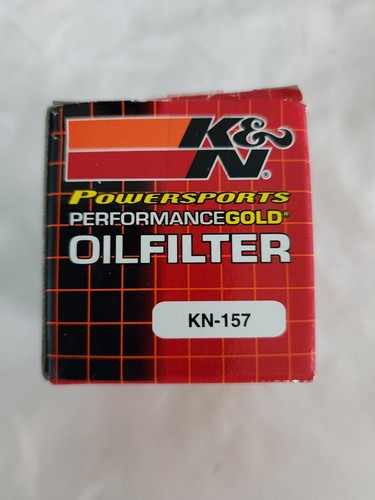 K&N®
POWERSPORTS
PERFORMANCEGOLD®
OILFILTER
KN-157